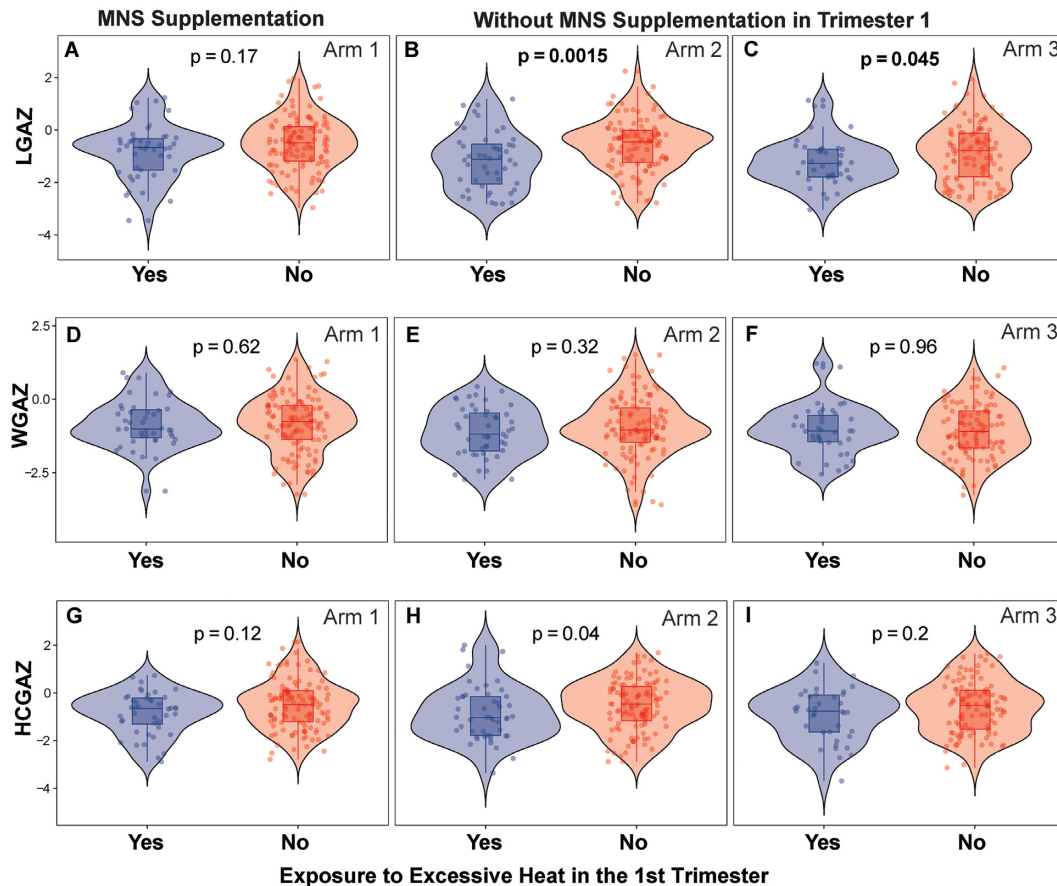 MNS Supplementation
Without MNS Supplementation in Trimester 1
A
p = 0.17
Arm 1
B
p = 0.0015
Arm 2
C
p = 0.045
Arm 3
LGAZ
2
0
−2
−4
Yes
No
Yes
No
Yes
No
D
p = 0.62
Arm 1
E
p = 0.32
Arm 2
F
p = 0.96
Arm 3
WGAZ
2.5
0.0
−2.5
Yes
No
Yes
No
Yes
No
G
p = 0.12
Arm 1
H
p = 0.04
Arm 2
I
p = 0.2
Arm 3
HCGAZ
2
0
−2
−4
Yes
No
Yes
No
Yes
No
Exposure to Excessive Heat in the 1st Trimester